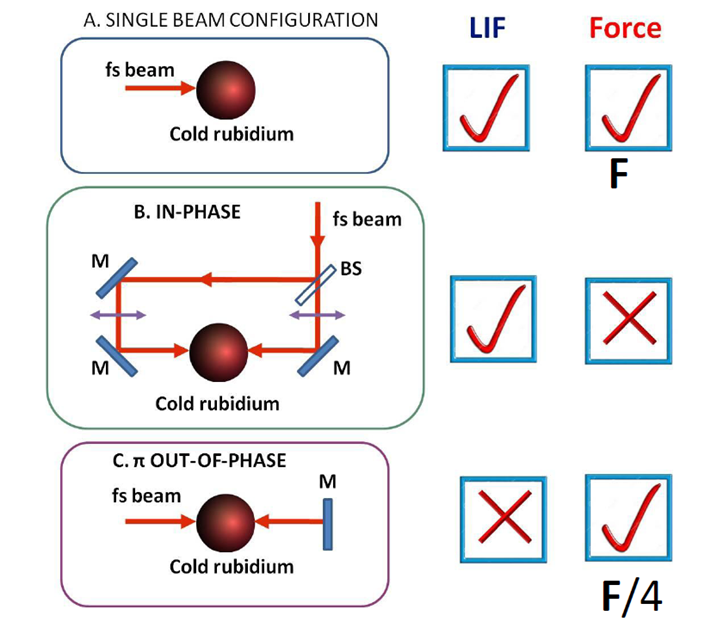 A. SINGLE BEAM CONFIGURATION
LIF
Force
fs beam
Cold rubidium
F
B. IN-PHASE
fs beam
M
BS
M
M
Cold rubidium
C. π OUT-OF-PHASE
fs beam
M
Cold rubidium
F/4